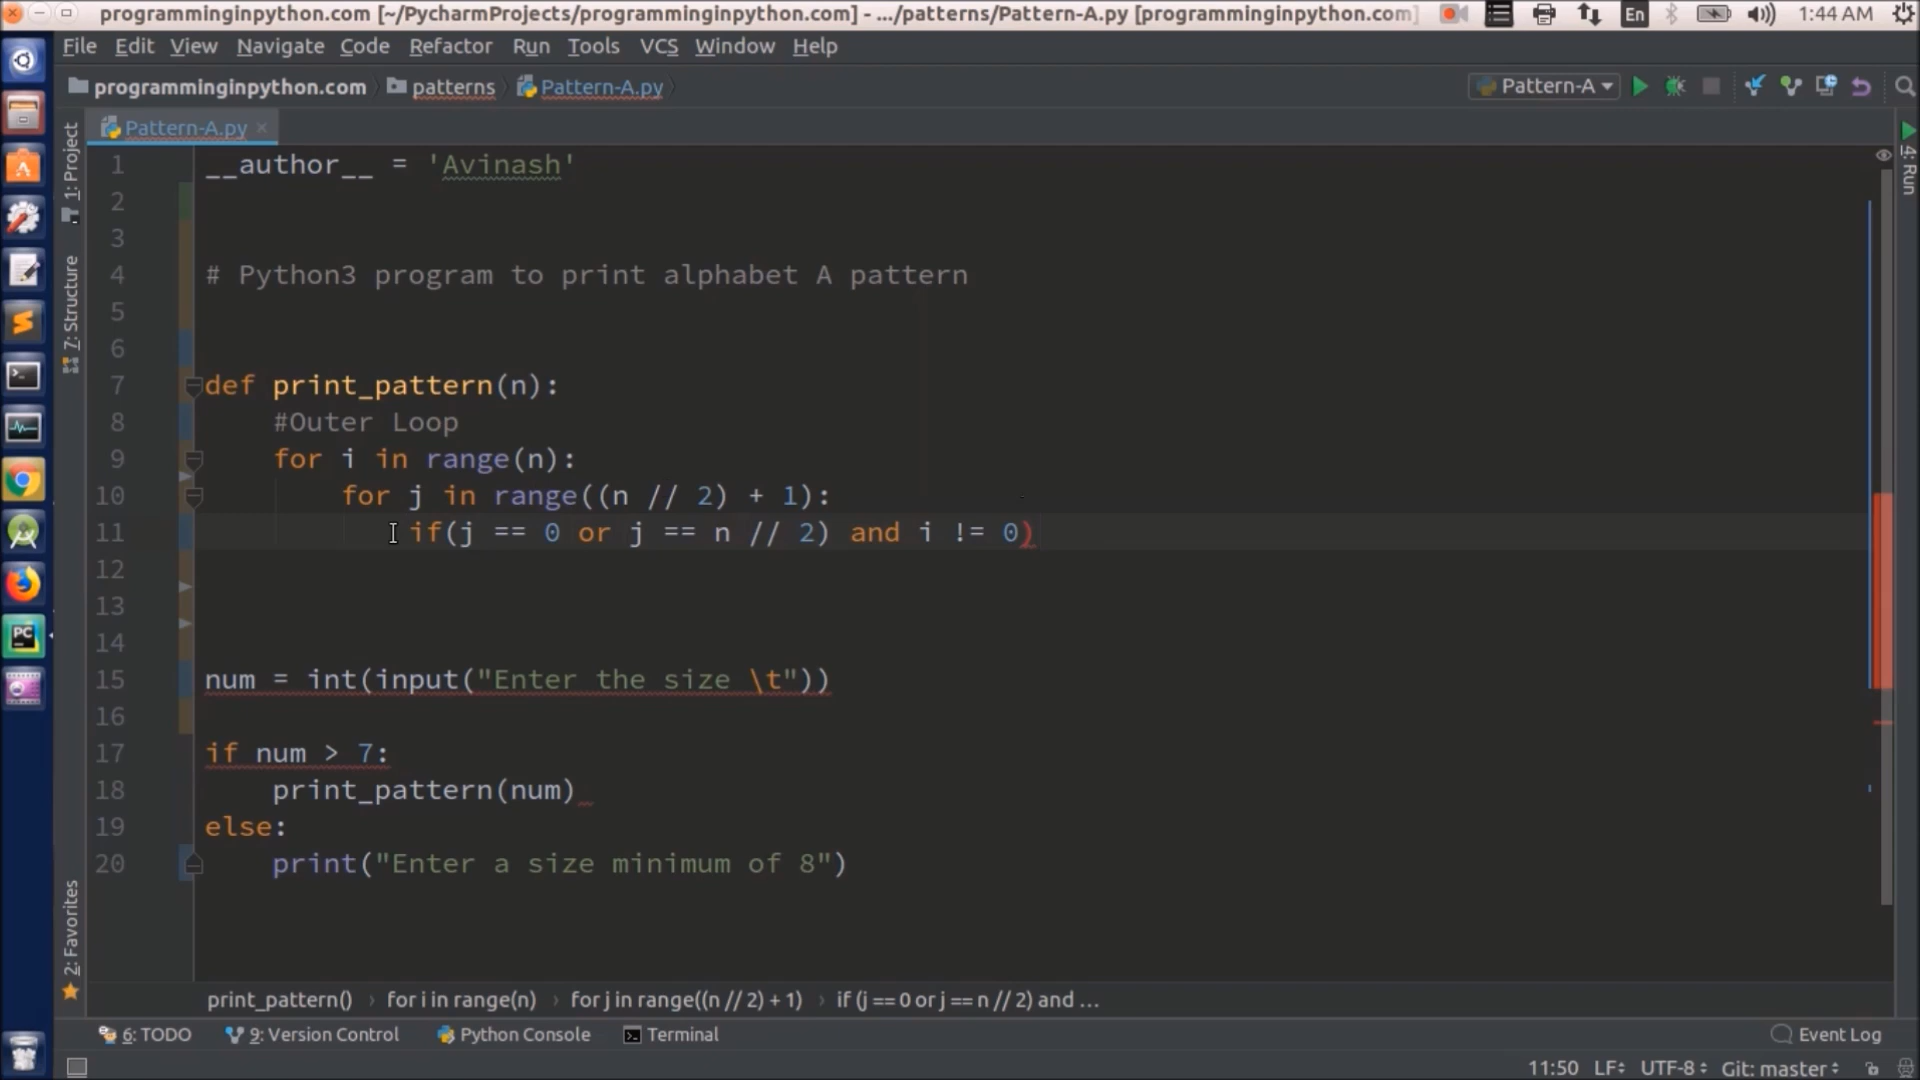 programminginpython.com [~/PycharmProjects/programminginpython.com] - .../patterns/Pattern-A.py [programminginpython.com] En 1:44 AM
File Edit View Navigate Code Refactor Run Tools VCS Window Help
programminginpython.com patterns Pattern-A.py Pattern-A
Pattern-A.py
1: Project
7: Structure
2: Favorites
4: Run
1 __author__ = 'Avinash'
2
3
4 # Python3 program to print alphabet A pattern
5
6
7 def print_pattern(n):
8 #Outer Loop
9 for i in range(n):
10 for j in range((n // 2) + 1):
11 if(j == 0 or j == n // 2) and i != 0)
12
13
14
15 num = int(input("Enter the size \t"))
16
17 if num > 7:
18 print_pattern(num)
19 else:
20 print("Enter a size minimum of 8")
print_pattern() › for i in range(n) › for j in range((n // 2) + 1) › if (j == 0 or j == n // 2) and ...
6: TODO 9: Version Control Python Console Terminal Event Log
11:50 LF UTF-8 Git: master